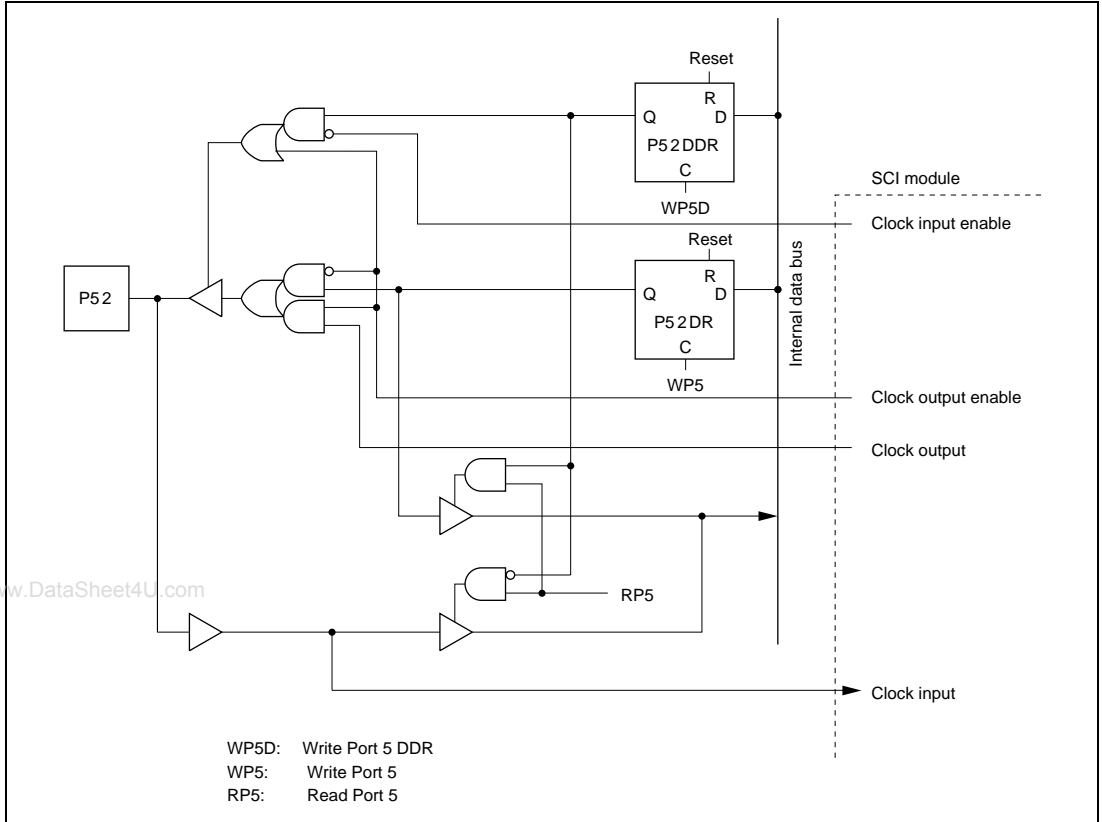 Reset
R
Q D
P52DDR
C
WP5D
SCI module
Clock input enable
Reset
R
Q D
P52DR
C
WP5
P52
Internal data bus
Clock output enable
Clock output
RP5
w.DataSheet4U.com
Clock input
WP5D: Write Port 5 DDR
WP5: Write Port 5
RP5: Read Port 5